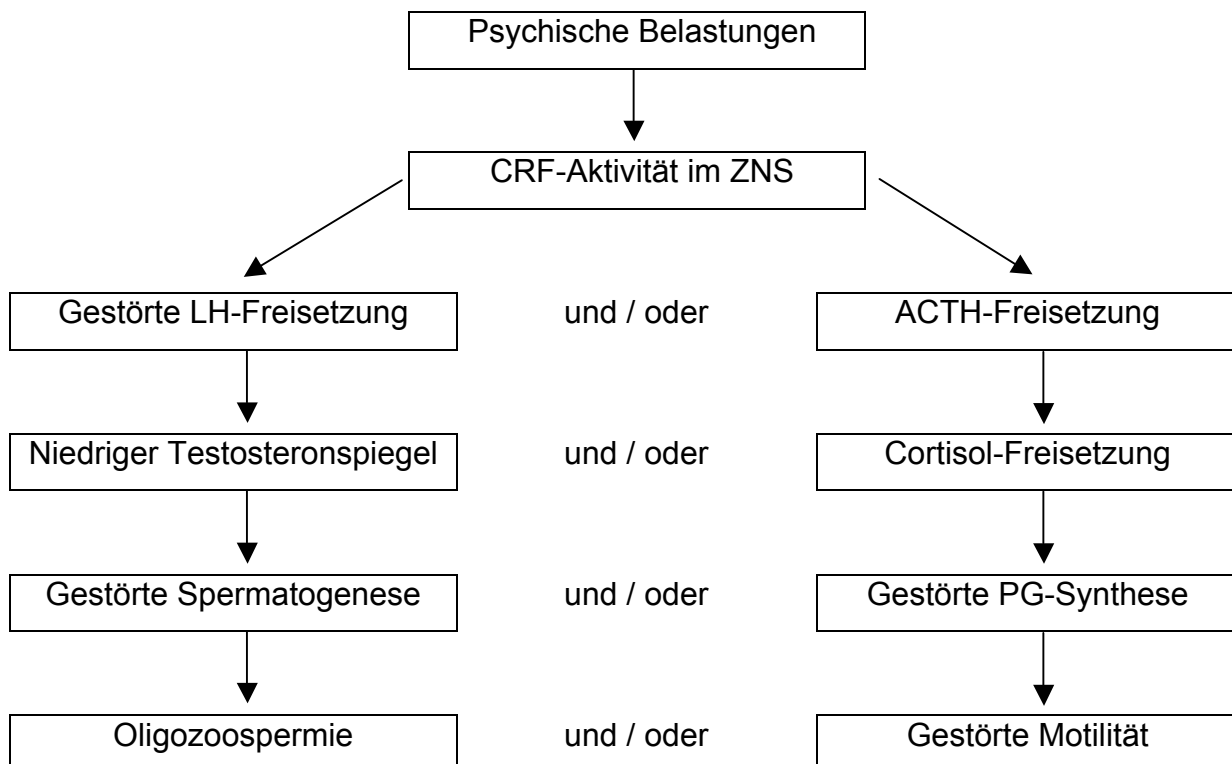 Psychische Belastungen
CRF-Aktivität im ZNS
Gestörte LH-Freisetzung und / oder ACTH-Freisetzung
Niedriger Testosteronspiegel und / oder Cortisol-Freisetzung
Gestörte Spermatogenese und / oder Gestörte PG-Synthese
Oligozoospermie und / oder Gestörte Motilität